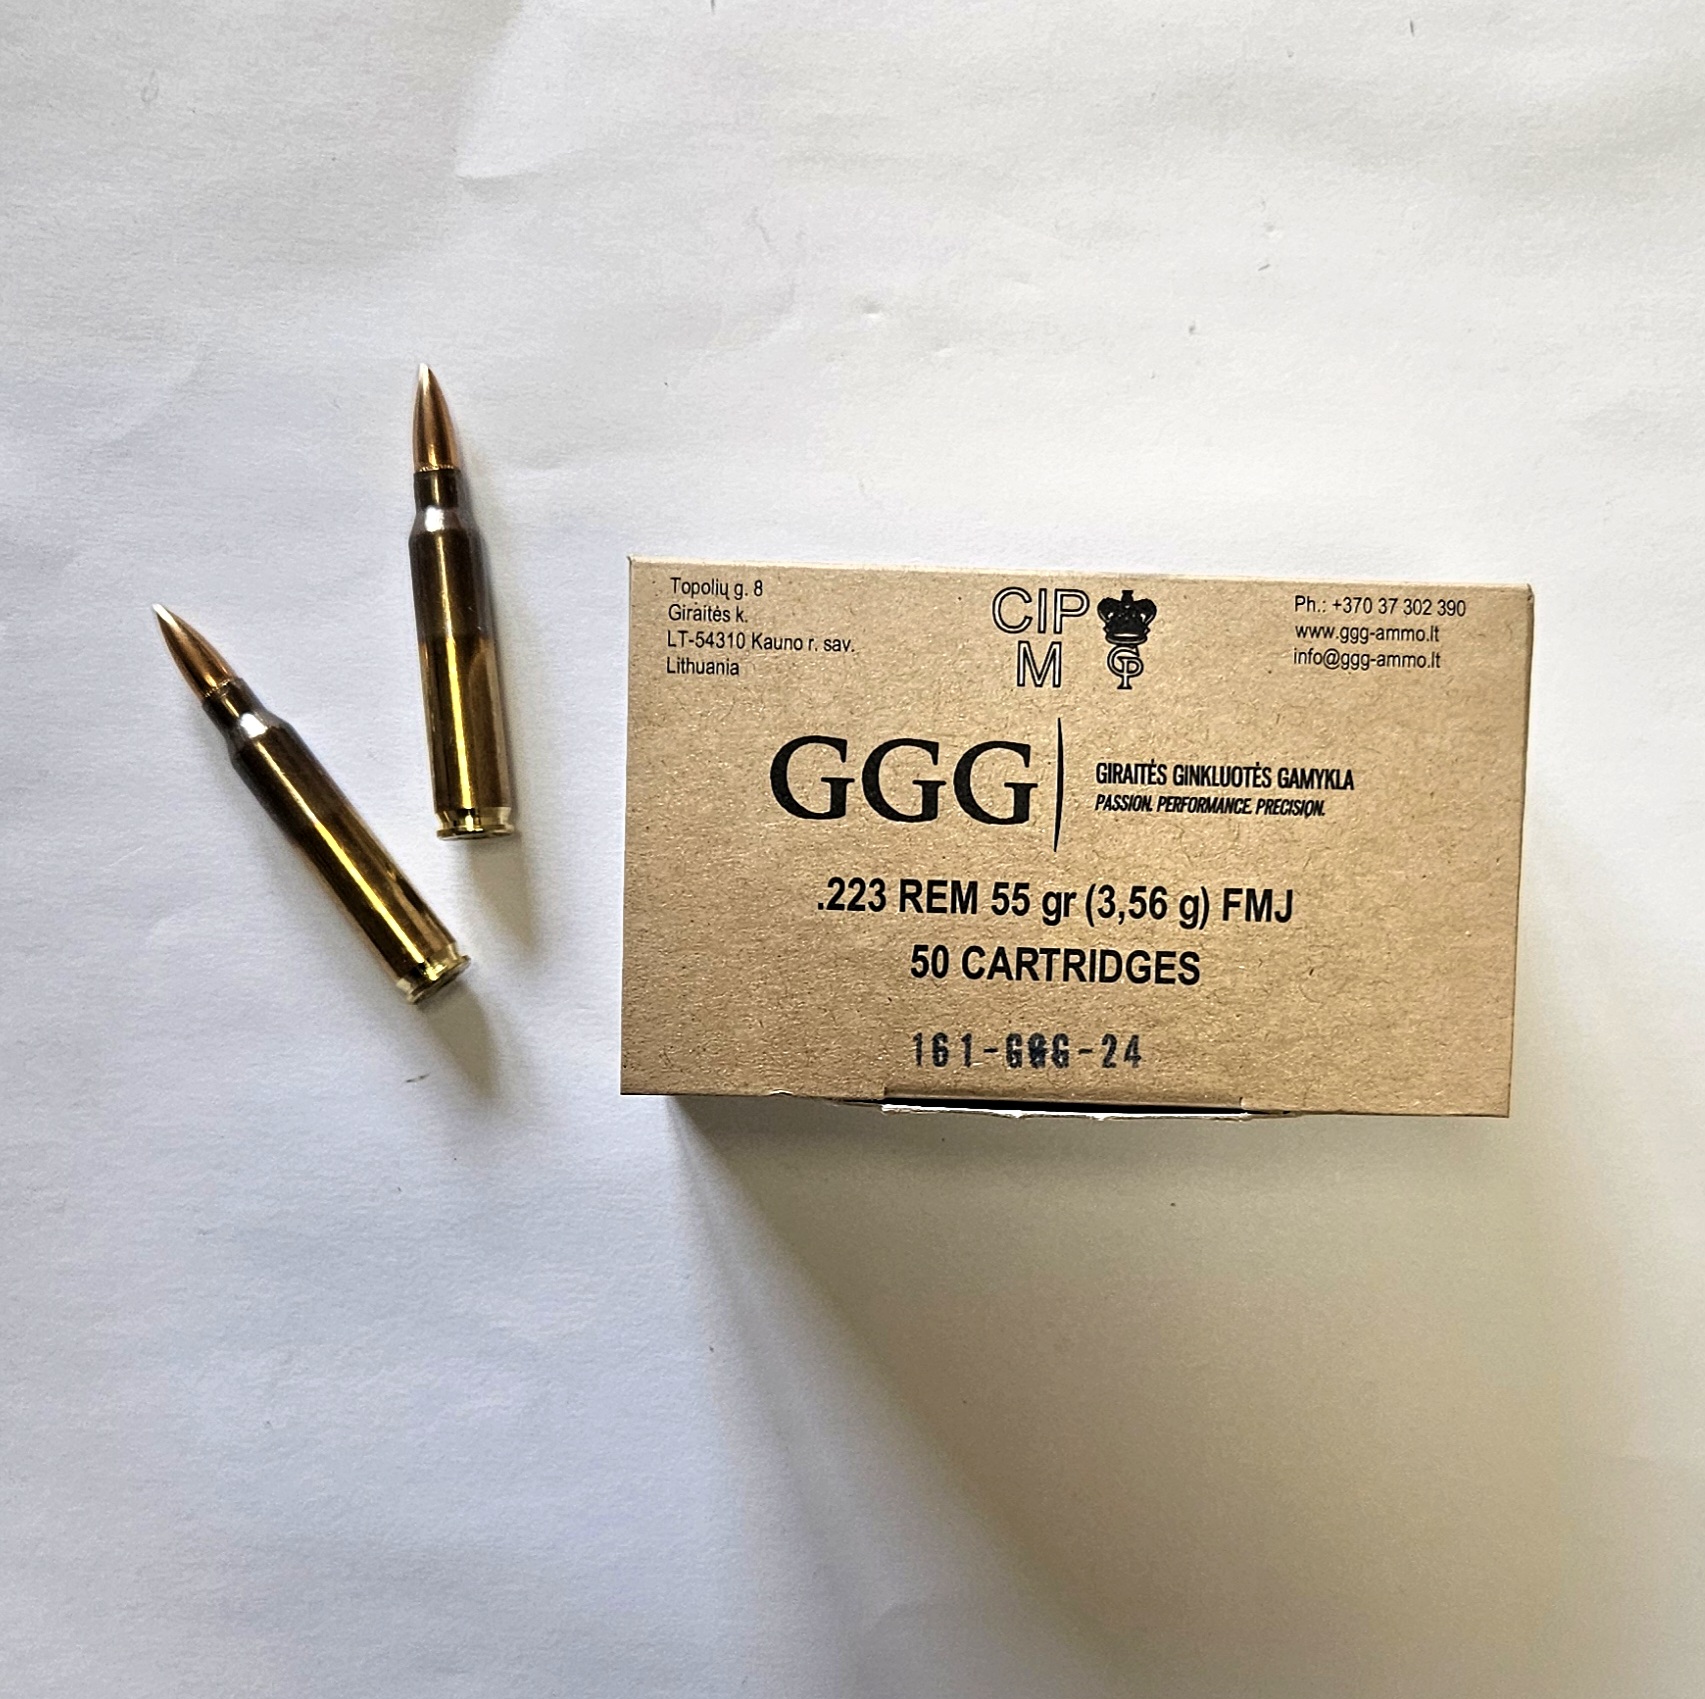 Topolių g. 8
Giraitės k.
LT-54310 Kauno r. sav.
Lithuania
CIP
M
GP
Ph.: +370 37 302 390
www.ggg-ammo.lt
info@ggg-ammo.lt
GGG
GIRAITĖS GINKLUOTĖS GAMYKLA
PASSION. PERFORMANCE. PRECISION.
.223 REM 55 gr (3,56 g) FMJ
50 CARTRIDGES
161-GGG-24